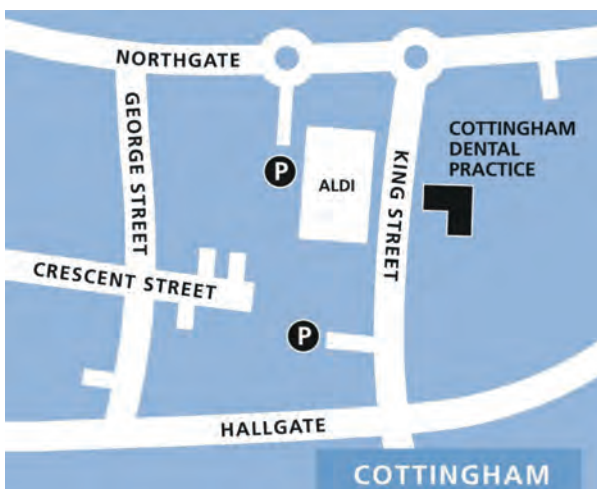 NORTHGATE
GEORGE STREET
COTTINGHAM
DENTAL
PRACTICE
P
ALDI
KING STREET
CRESCENT STREET
P
HALLGATE
COTTINGHAM